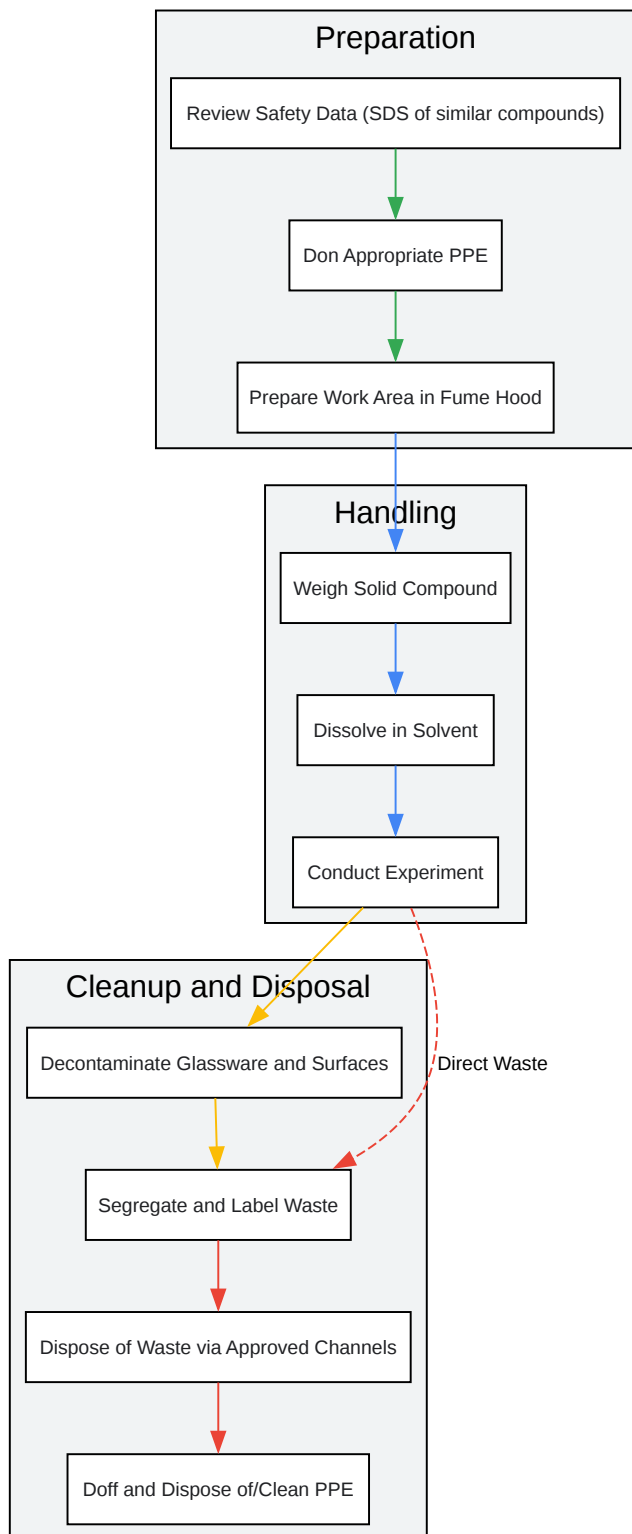 Preparation
Review Safety Data (SDS of similar compounds)
Don Appropriate PPE
Prepare Work Area in Fume Hood
Handling
Weigh Solid Compound
Dissolve in Solvent
Conduct Experiment
Cleanup and Disposal
Decontaminate Glassware and Surfaces
Direct Waste
Segregate and Label Waste
Dispose of Waste via Approved Channels
Doff and Dispose of/Clean PPE